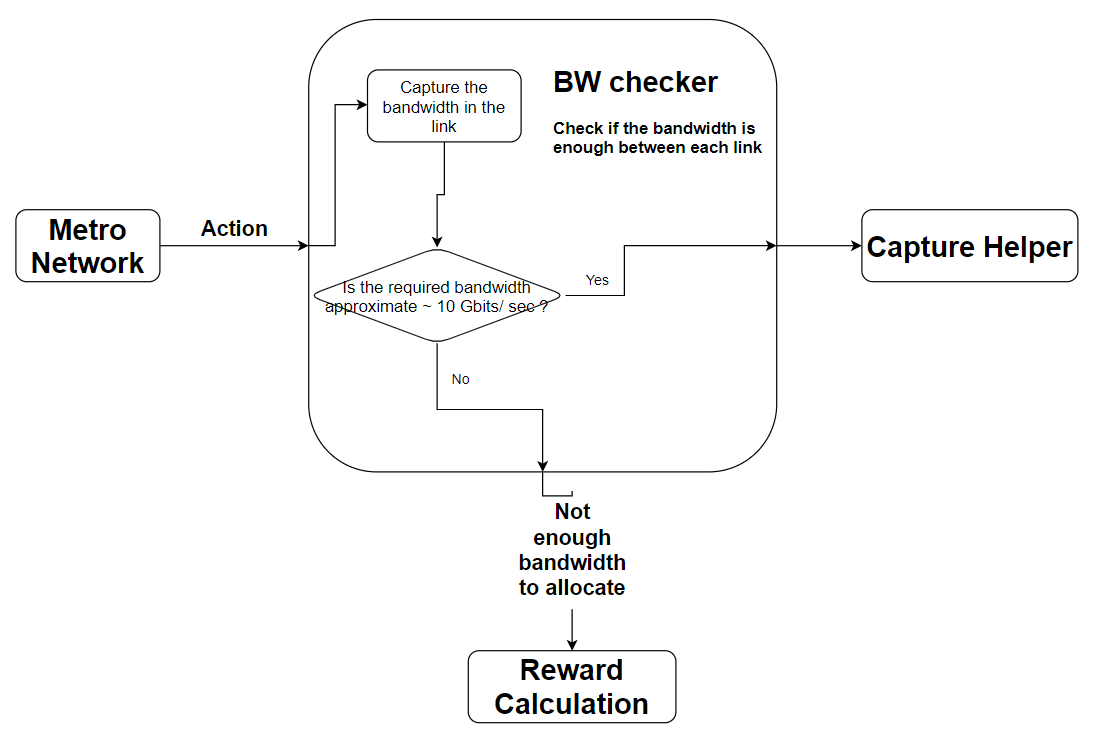 Capture the
bandwidth in the
link
BW checker
Check if the bandwidth is
enough between each link
Metro
Network
Action
Is the required bandwidth
approximate ~ 10 Gbits/ sec ?
Yes
Capture Helper
No
Not
enough
bandwidth
to allocate
Reward
Calculation